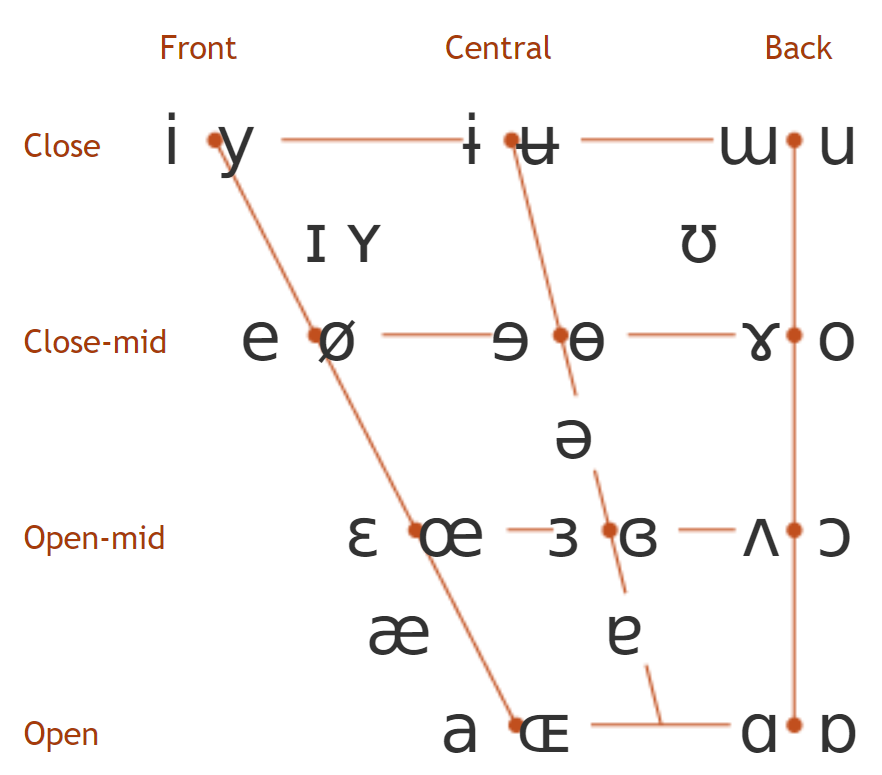 Front Central Back
Close i y ɨ ʉ ɯ u
ɪ ʏ ʊ
Close-mid e ø ɘ ɵ ɤ o
ə
Open-mid ɛ œ ɜ ɞ ʌ ɔ
æ ɐ
Open a ɶ ɑ ɒ